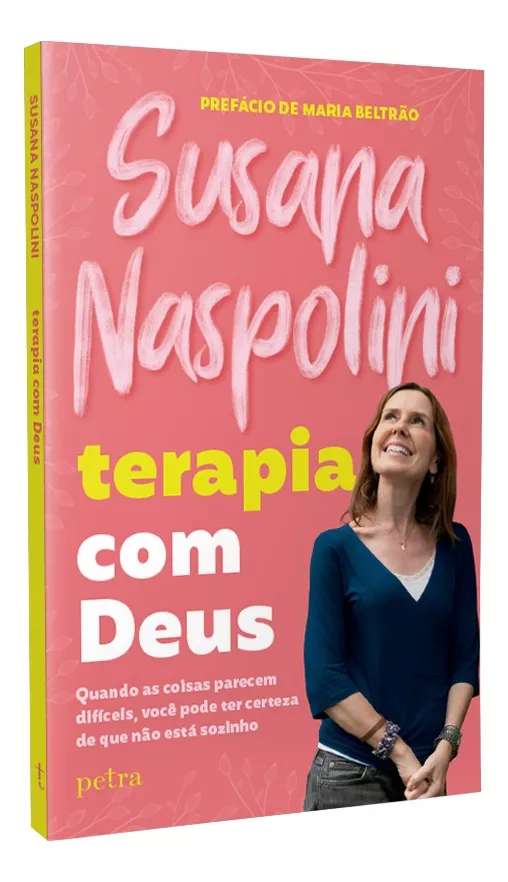 PREFÁCIO DE MARIA BELTRÃO
Susana
Naspolini
terapia
com
Deus
Quando as coisas parecem
difíceis, você pode ter certeza
de que não está sozinho
petra
SUSANA NASPOLINI
terapia com Deus